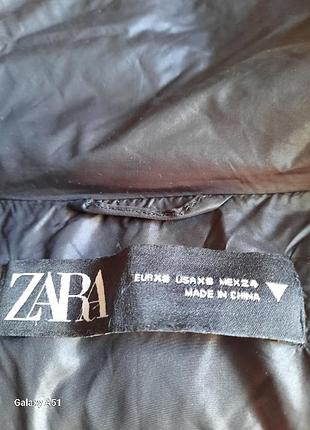 ZARA
EUR XS USA XS MEX 24
MADE IN CHINA
Galaxy A51